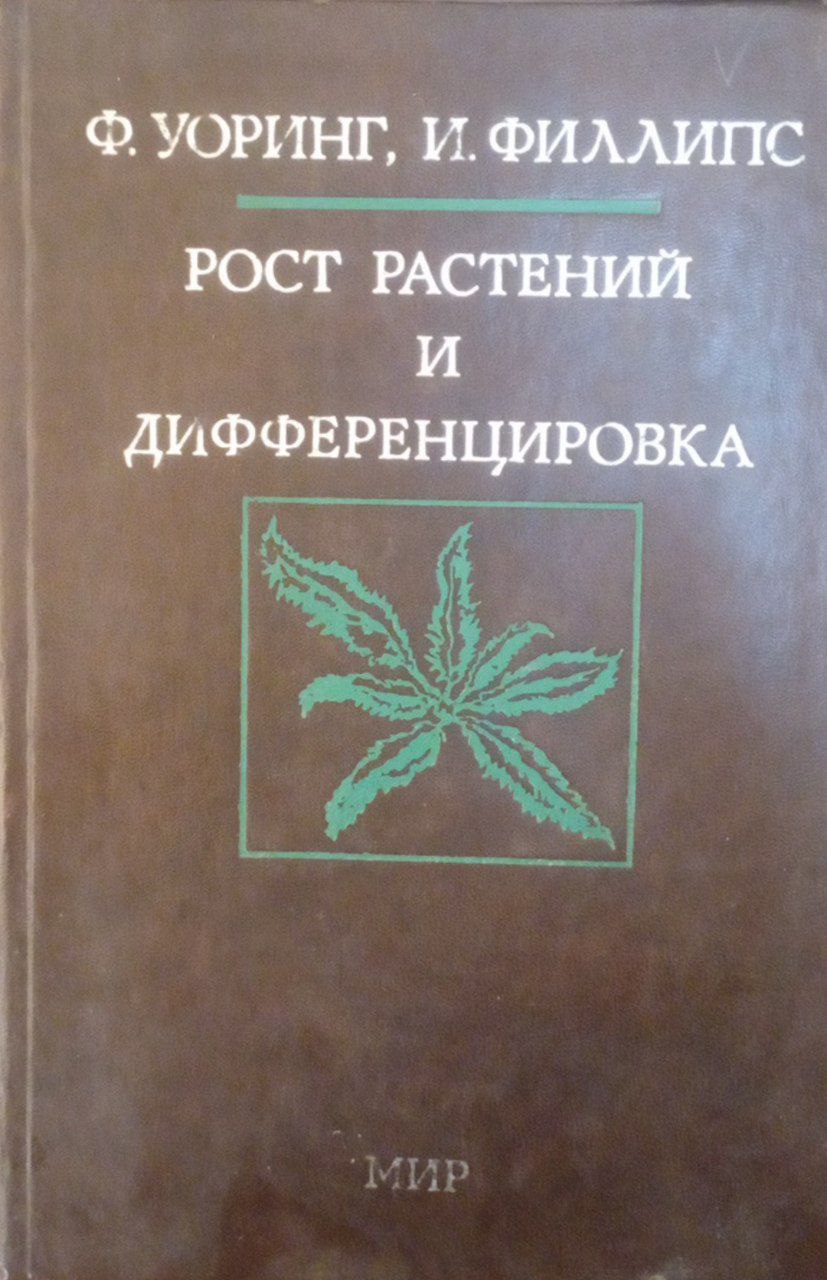 Ф. УОРИНГ, И. ФИЛЛИПС
РОСТ РАСТЕНИЙ
И
ДИФФЕРЕНЦИРОВКА
МИР